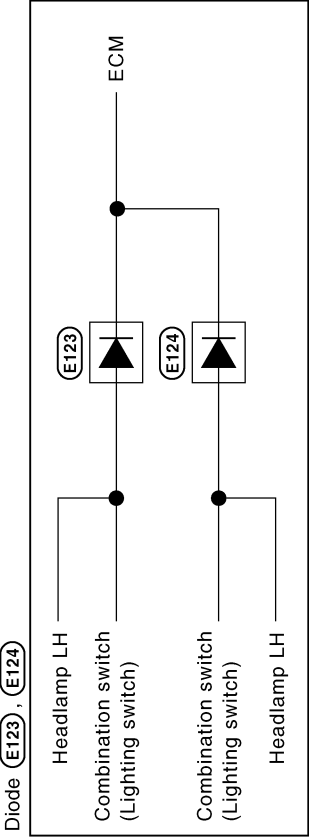 Diode E123 , E124
Headlamp LH
Combination switch
(Lighting switch)
Combination switch
(Lighting switch)
Headlamp LH
E123
E124
ECM